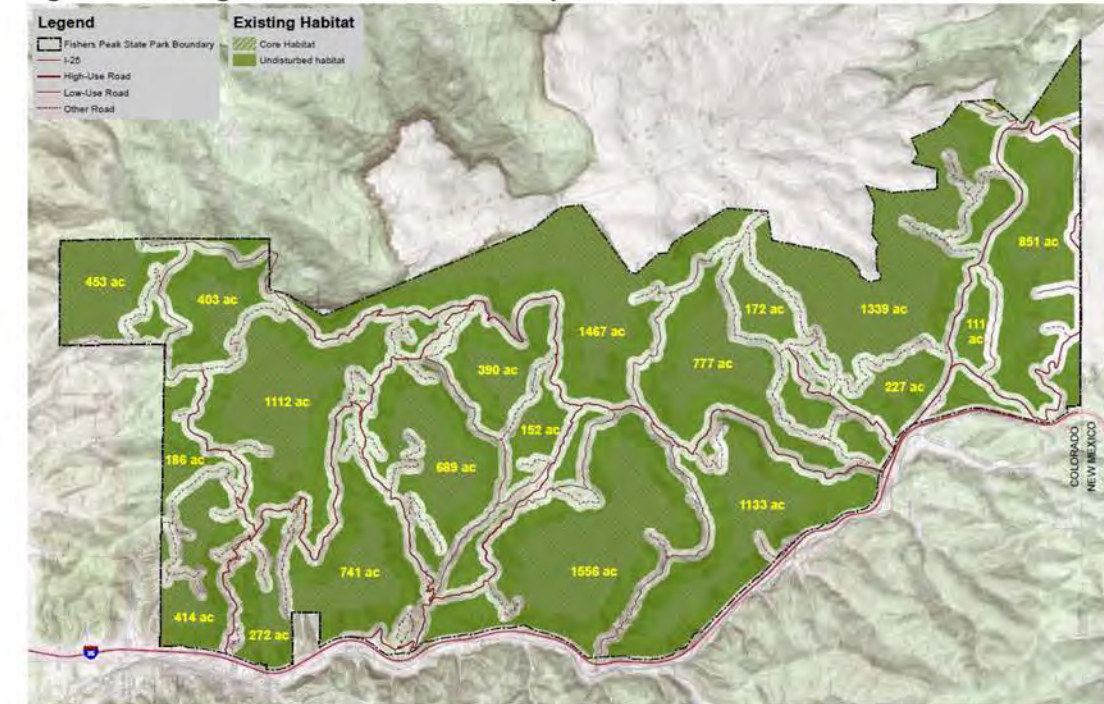 Legend
Fishers Peak State Park Boundary
I-25
High-Use Road
Low-Use Road
Other Road
Existing Habitat
Core Habitat
Undisturbed habitat
453 ac
403 ac
851 ac
172 ac
1339 ac
1467 ac
111
ac
777 ac
390 ac
227 ac
1112 ac
152 ac
186 ac
689 ac
1133 ac
741 ac
1556 ac
414 ac
272 ac
COLORADO
NEW MEXICO